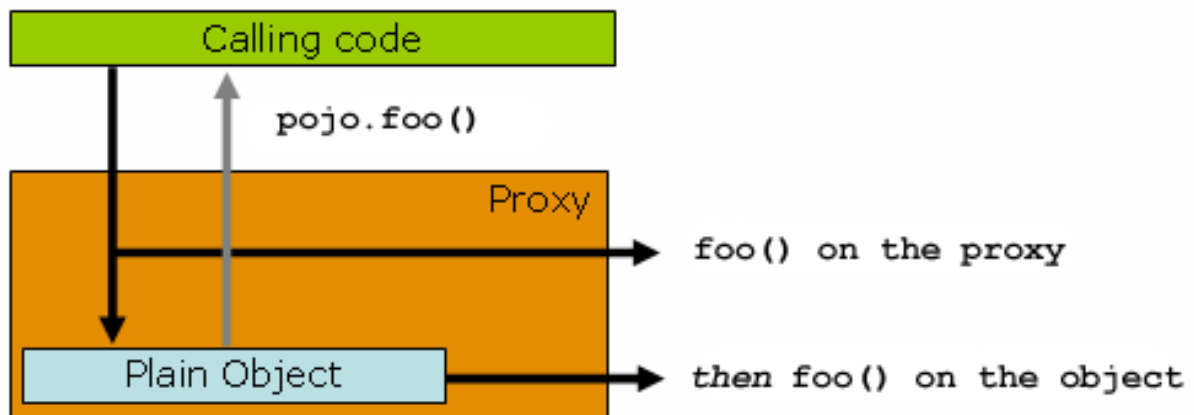 Calling code
pojo.foo()
Proxy
foo() on the proxy
Plain Object
then foo() on the object